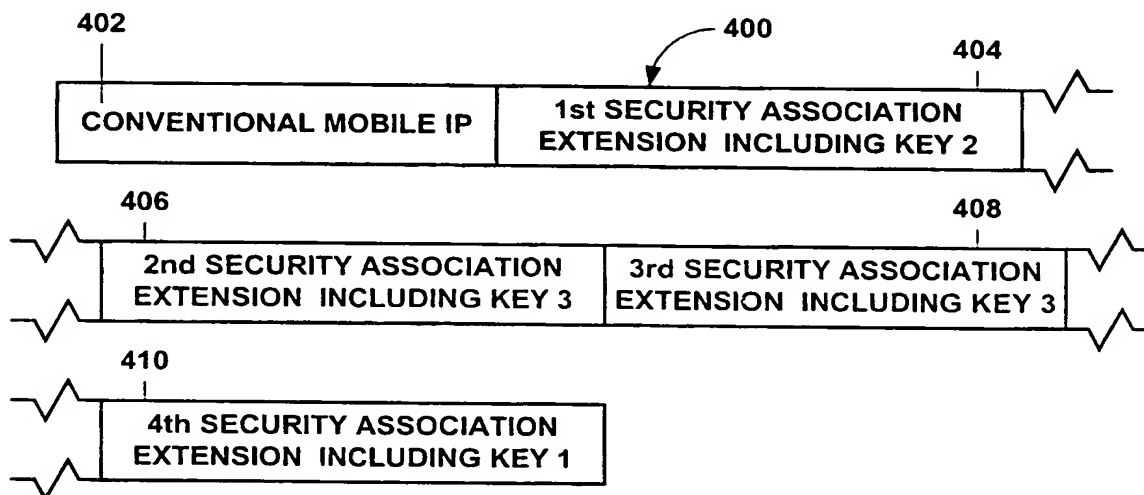 402
400
404
CONVENTIONAL MOBILE IP
1st SECURITY ASSOCIATION
EXTENSION INCLUDING KEY 2
406
408
2nd SECURITY ASSOCIATION
EXTENSION INCLUDING KEY 3
3rd SECURITY ASSOCIATION
EXTENSION INCLUDING KEY 3
410
4th SECURITY ASSOCIATION
EXTENSION INCLUDING KEY 1